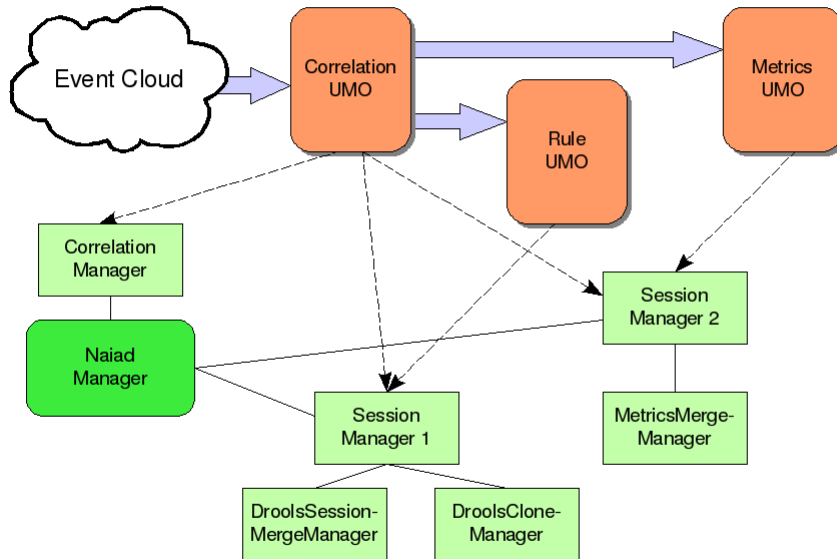 Event Cloud
Correlation
UMO
Metrics
UMO
Rule
UMO
Correlation
Manager
Session
Manager 2
Naiad
Manager
Session
Manager 1
MetricsMerge-
Manager
DroolsSession-
MergeManager
DroolsClone-
Manager